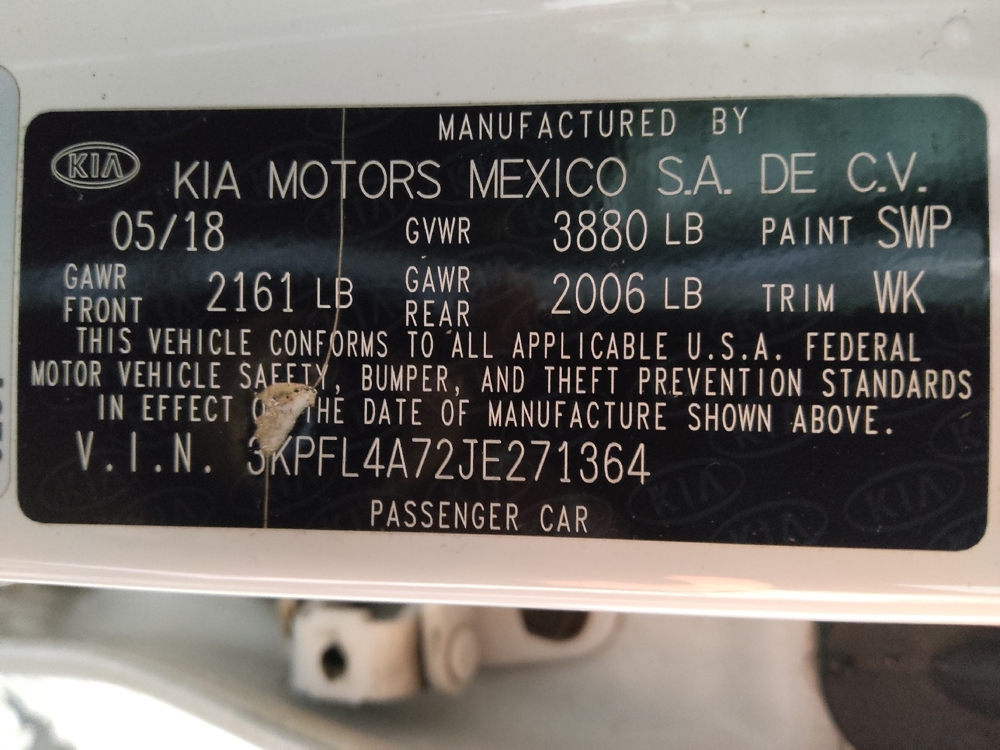 MANUFACTURED BY
KIA
KIA MOTORS MEXICO S.A. DE C.V.
05/18 GVWR 3880 LB PAINT SWP
GAWR FRONT 2161 LB GAWR REAR 2006 LB TRIM WK
THIS VEHICLE CONFORMS TO ALL APPLICABLE U.S.A. FEDERAL
MOTOR VEHICLE SAFETY, BUMPER, AND THEFT PREVENTION STANDARDS
IN EFFECT ON THE DATE OF MANUFACTURE SHOWN ABOVE.
V.I.N. 3KPFL4A72JE271364
PASSENGER CAR